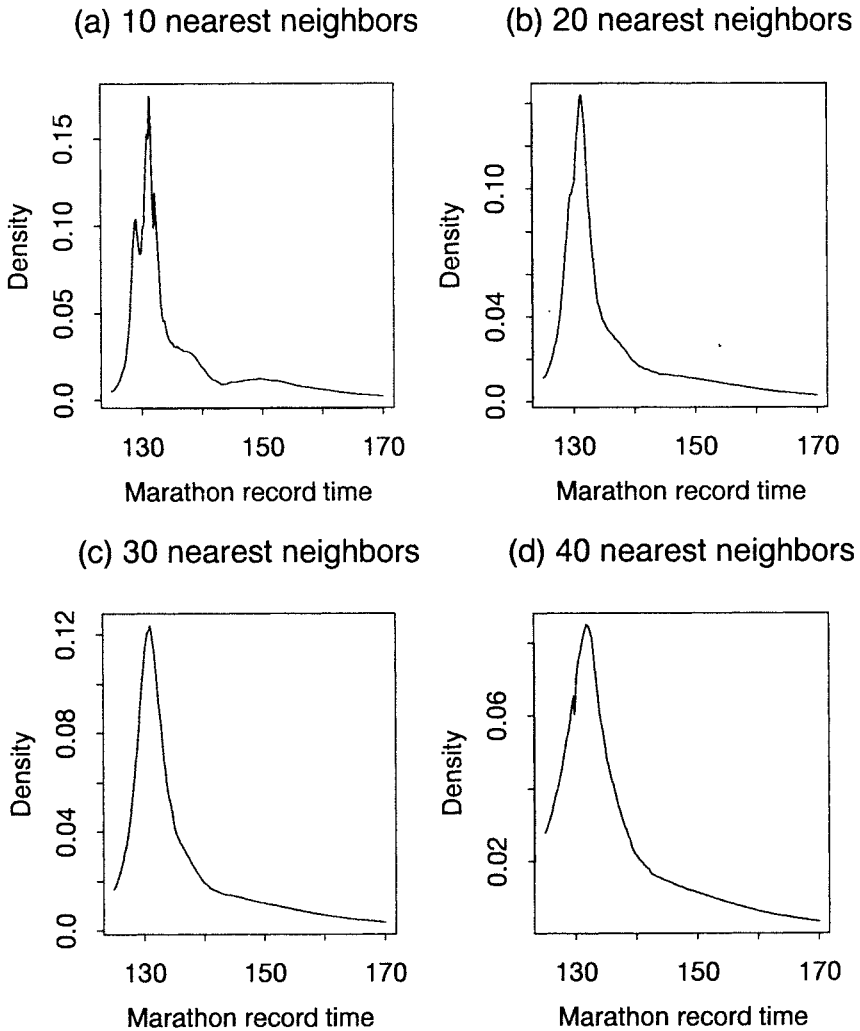 (a) 10 nearest neighbors
Density
0.15
0.10
0.05
0.0
130
150
170
Marathon record time
(b) 20 nearest neighbors
Density
0.10
0.04
0.0
130
150
170
Marathon record time
(c) 30 nearest neighbors
Density
0.12
0.08
0.04
0.0
130
150
170
Marathon record time
(d) 40 nearest neighbors
Density
0.06
0.02
130
150
170
Marathon record time